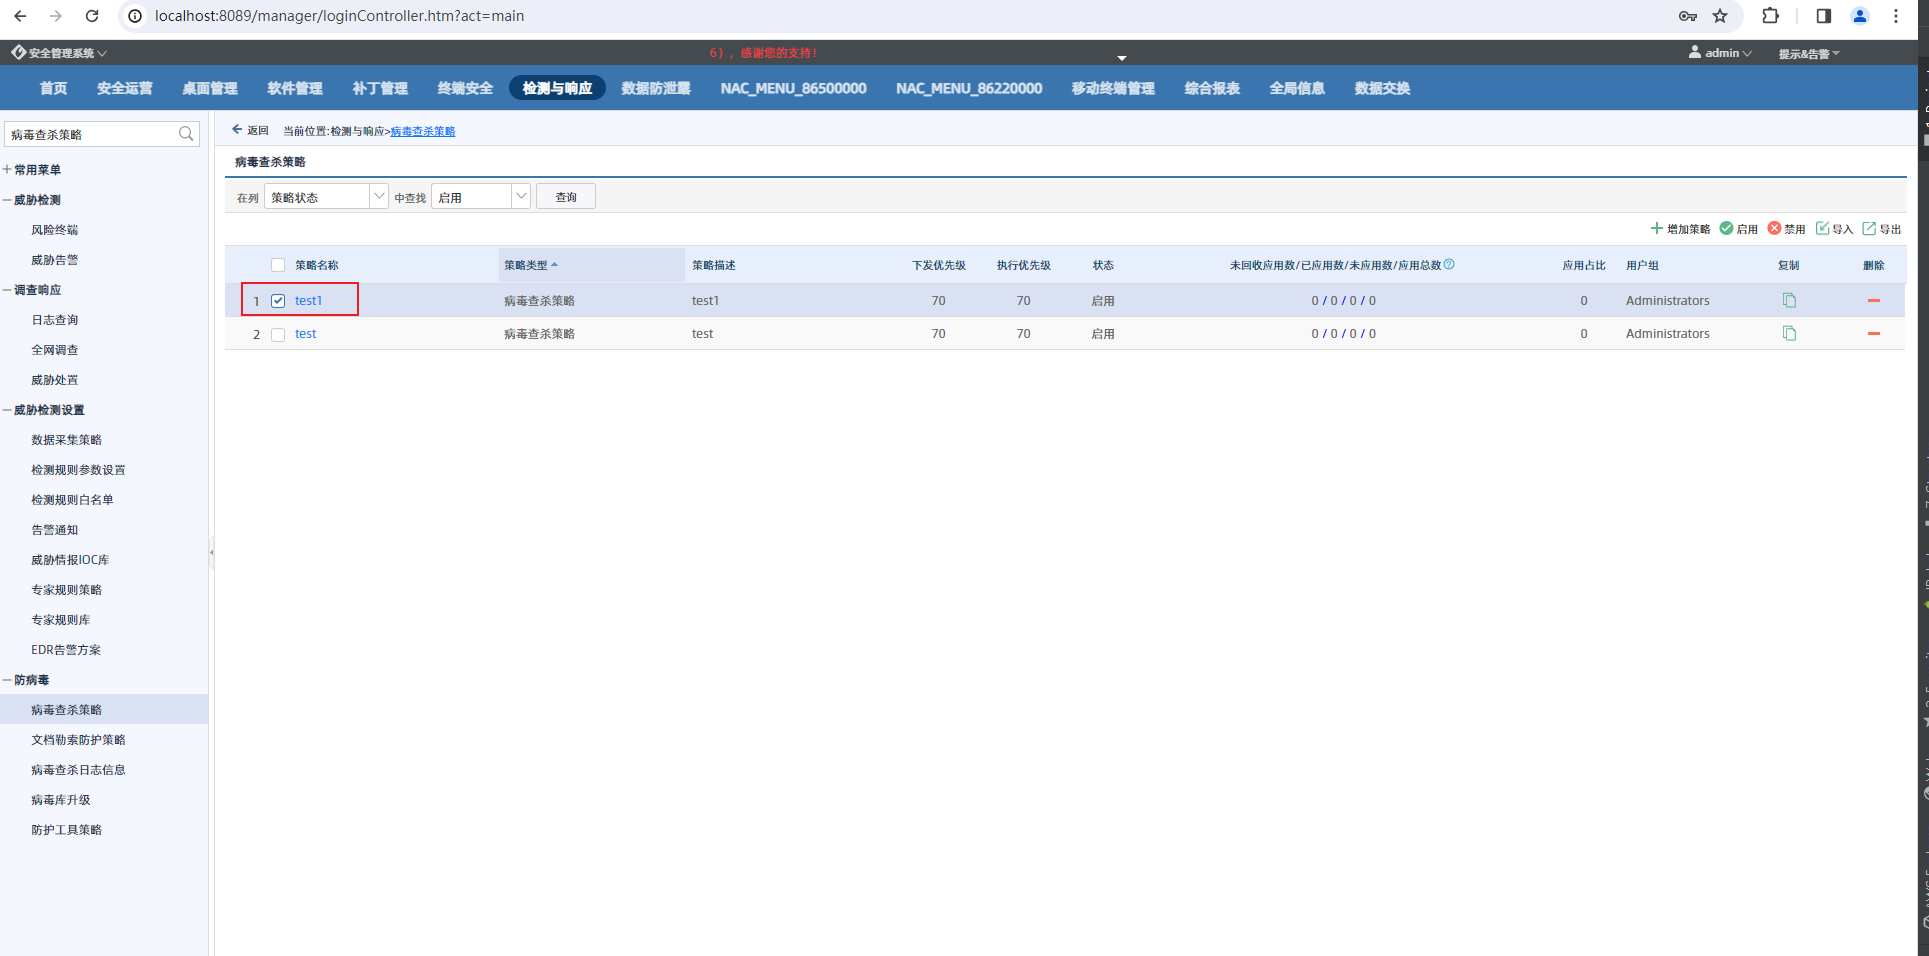 localhost:8089/manager/loginController.htm?act=main
安全管理系统
6），感谢您的支持！
admin
提示&告警
首页 安全运营 桌面管理 软件管理 补丁管理 终端安全 检测与响应 数据防泄露 NAC_MENU_86500000 NAC_MENU_86220000 移动终端管理 综合报表 全局信息 数据交换
病毒查杀策略
常用菜单
威胁检测
风险终端
威胁告警
调查响应
日志查询
全网调查
威胁处置
威胁检测设置
数据采集策略
检测规则参数设置
检测规则白名单
告警通知
威胁情报IOC库
专家规则策略
专家规则库
EDR告警方案
防病毒
病毒查杀策略
文档勒索防护策略
病毒查杀日志信息
病毒库升级
防护工具策略
返回 当前位置:检测与响应>病毒查杀策略
病毒查杀策略
在列 策略状态 中查找 启用 查询
增加策略 启用 禁用 导入 导出
策略名称 策略类型 策略描述 下发优先级 执行优先级 状态 未回收应用数/已应用数/未应用数/应用总数 应用占比 用户组 复制 删除
1 test1 病毒查杀策略 test1 70 70 启用 0 / 0 / 0 / 0 0 Administrators
2 test 病毒查杀策略 test 70 70 启用 0 / 0 / 0 / 0 0 Administrators